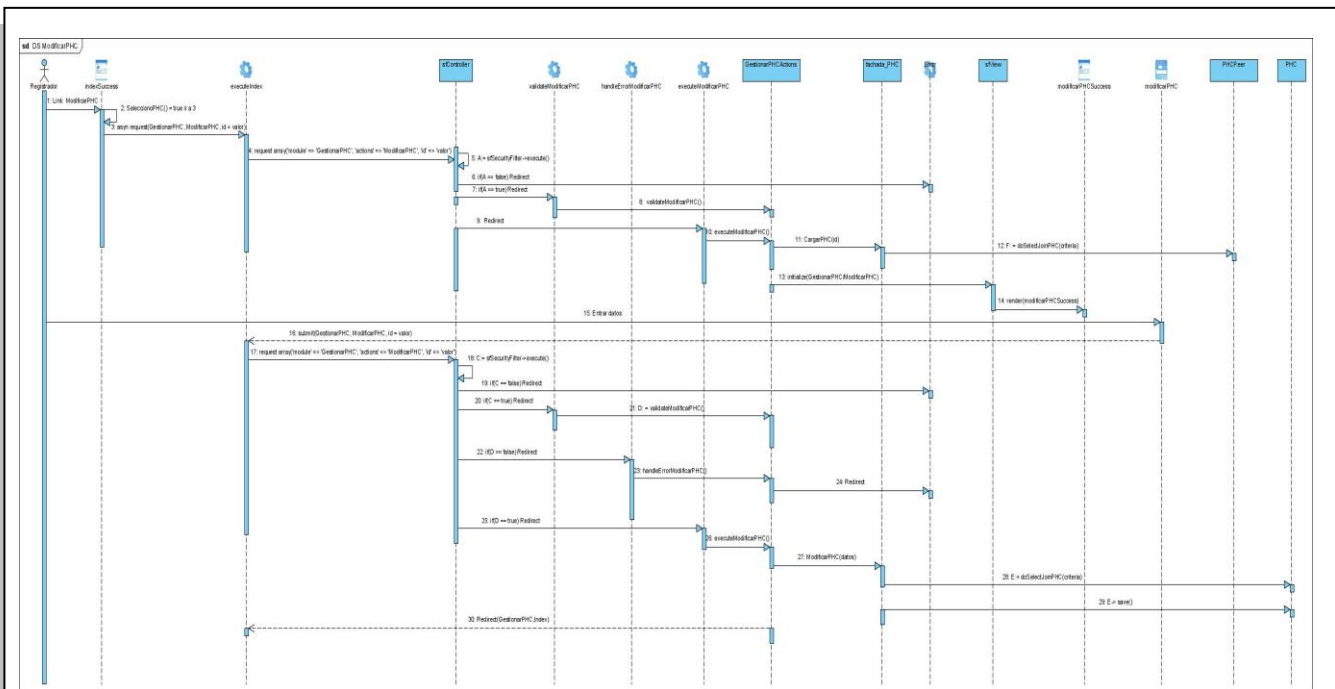 sd DS ModificarPHC
Registrador
indexSuccess
executeIndex
sfController
validateModificarPHC
handleErrorModificarPHC
executeModificarPHC
GestionarPHCActions
fachada_PHC
Error
sfView
modificarPHCSuccess
modificarPHC
PHCPeer
PHC
1: Link: ModificarPHC
2: SeleccionoPHC() = true ir a 3
3: asyn request(GestionarPHC, ModificarPHC, id = valor)
4: request array('module' => 'GestionarPHC', 'actions' => 'ModificarPHC', 'id' => 'valor')
5: A:= sfSecurityFilter->execute()
6: if(A == false) Redirect
7: if(A == true) Redirect
8: validateModificarPHC()
9: Redirect
10: executeModificarPHC()
11: CargarPHC(id)
12: F: = doSelectJoinPHC(criteria)
13: Initialize(GestionarPHC/ModificarPHC)
14: render(modificarPHCSuccess)
15: Entrar datos
16: submit(GestionarPHC, ModificarPHC, id = valor)
17: request array('module' => 'GestionarPHC', 'actions' => 'ModificarPHC', 'id' => 'valor')
18: C:= sfSecurityFilter->execute()
19: if(C == false) Redirect
20: if(C == true) Redirect
21: D: = validateModificarPHC()
22: if(D == false) Redirect
23: handleErrorModificarPHC()
24: Redirect
25: if(D == true) Redirect
26: executeModificarPHC()
27: ModificarPHC(datos)
28: E:= doSelectJoinPHC(criteria)
29: E-> save()
30: Redirect(GestionarPHC,Index)